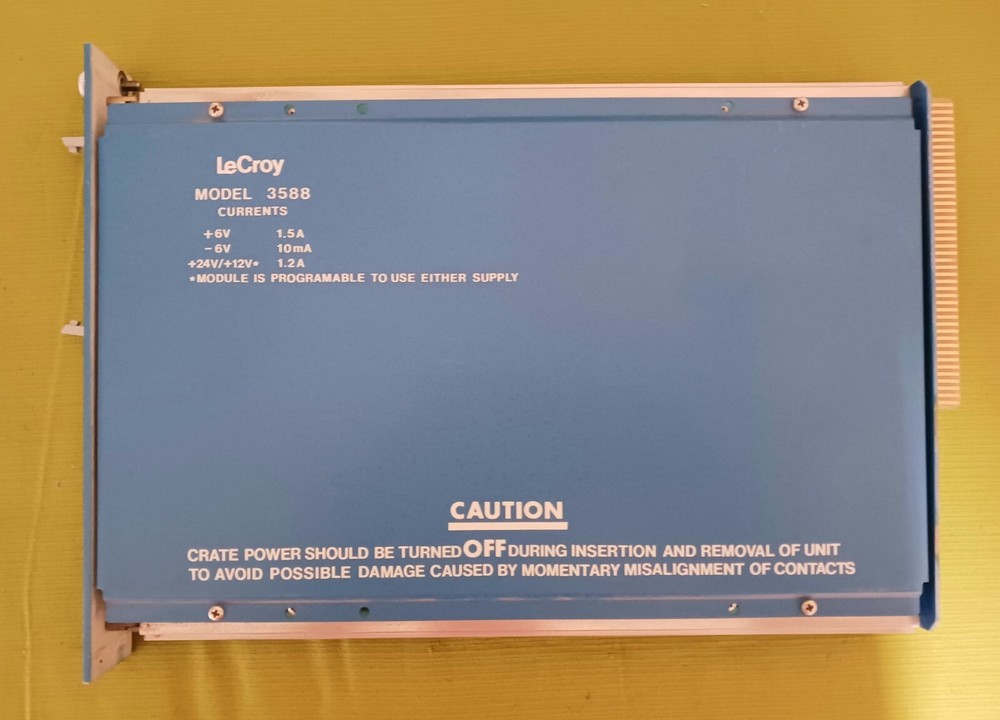 LeCroy
MODEL 3588
CURRENTS
+6V 1.5A
-6V 10mA
+24V/+12V* 1.2A
*MODULE IS PROGRAMABLE TO USE EITHER SUPPLY
CAUTION
CRATE POWER SHOULD BE TURNED OFF DURING INSERTION AND REMOVAL OF UNIT
TO AVOID POSSIBLE DAMAGE CAUSED BY MOMENTARY MISALIGNMENT OF CONTACTS